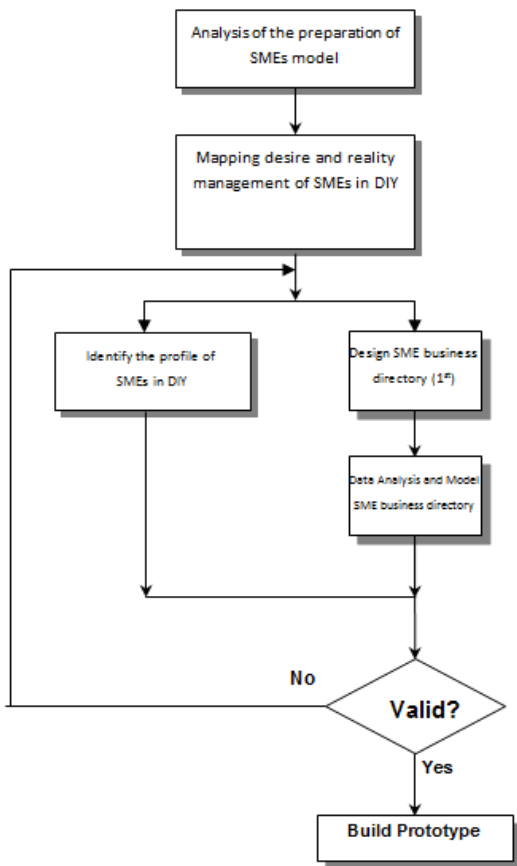 Analysis of the preparation of
SMEs model
Mapping desire and reality
management of SMEs in DIY
Identify the profile of
SMEs in DIY
Design SME business
directory (1st)
Data Analysis and Model
SME business directory
No
Valid?
Yes
Build Prototype